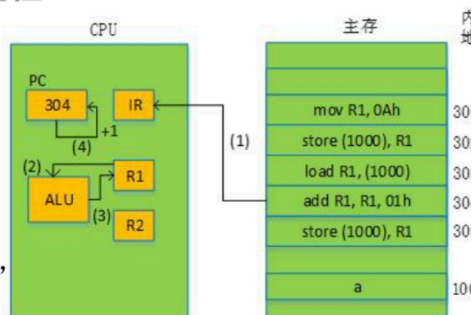 CPU
主存
PC
304
IR
+1
(4)
(1)
(2)
ALU
(3)
R1
R2
mov R1, 0Ah
store (1000), R1
load R1, (1000)
add R1, R1, 01h
store (1000), R1
a